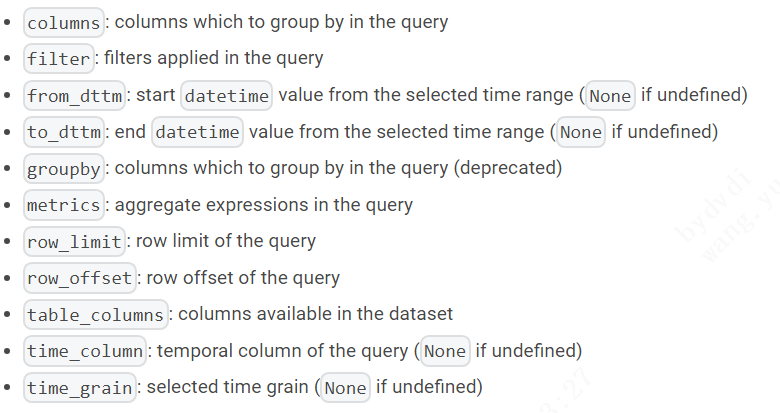 columns: columns which to group by in the query
filter: filters applied in the query
from_dttm: start datetime value from the selected time range (None if undefined)
to_dttm: end datetime value from the selected time range (None if undefined)
groupby: columns which to group by in the query (deprecated)
metrics: aggregate expressions in the query
row_limit: row limit of the query
row_offset: row offset of the query
table_columns: columns available in the dataset
time_column: temporal column of the query (None if undefined)
time_grain: selected time grain (None if undefined)